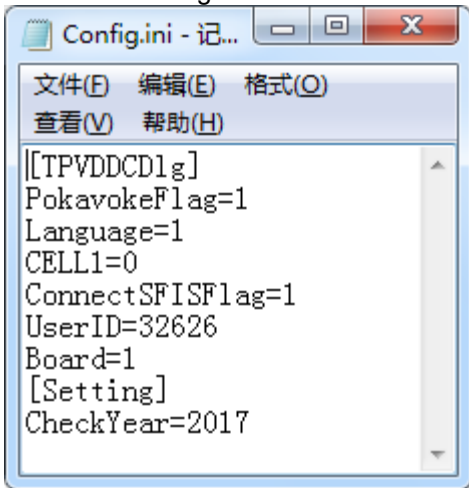 Config.ini - 记...
文件(F) 编辑(E) 格式(O)
查看(V) 帮助(H)
[TPVDDCDlg]
PokavokeFlag=1
Language=1
CELL1=0
ConnectSFISFlag=1
UserID=32626
Board=1
[Setting]
CheckYear=2017